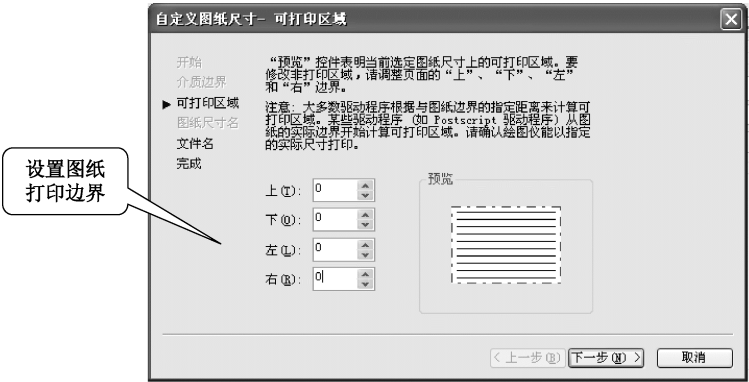 自定义图纸尺寸- 可打印区域
开始
介质边界
可打印区域
图纸尺寸名
文件名
完成
“预览”控件表明当前选定图纸尺寸上的可打印区域。要
修改非打印区域，请调整页面的“上”、“下”、“左”
和“右”边界。
注意: 大多数驱动程序根据与图纸边界的指定距离来计算可
打印区域。某些驱动程序 (如 Postscript 驱动程序) 从图
纸的实际边界开始计算可打印区域。请确认绘图仪能以指定
的实际尺寸打印。
设置图纸
打印边界
上(T): 0
下(O): 0
左(L): 0
右(R): 0
预览
< 上一步(B) 下一步(N) > 取消